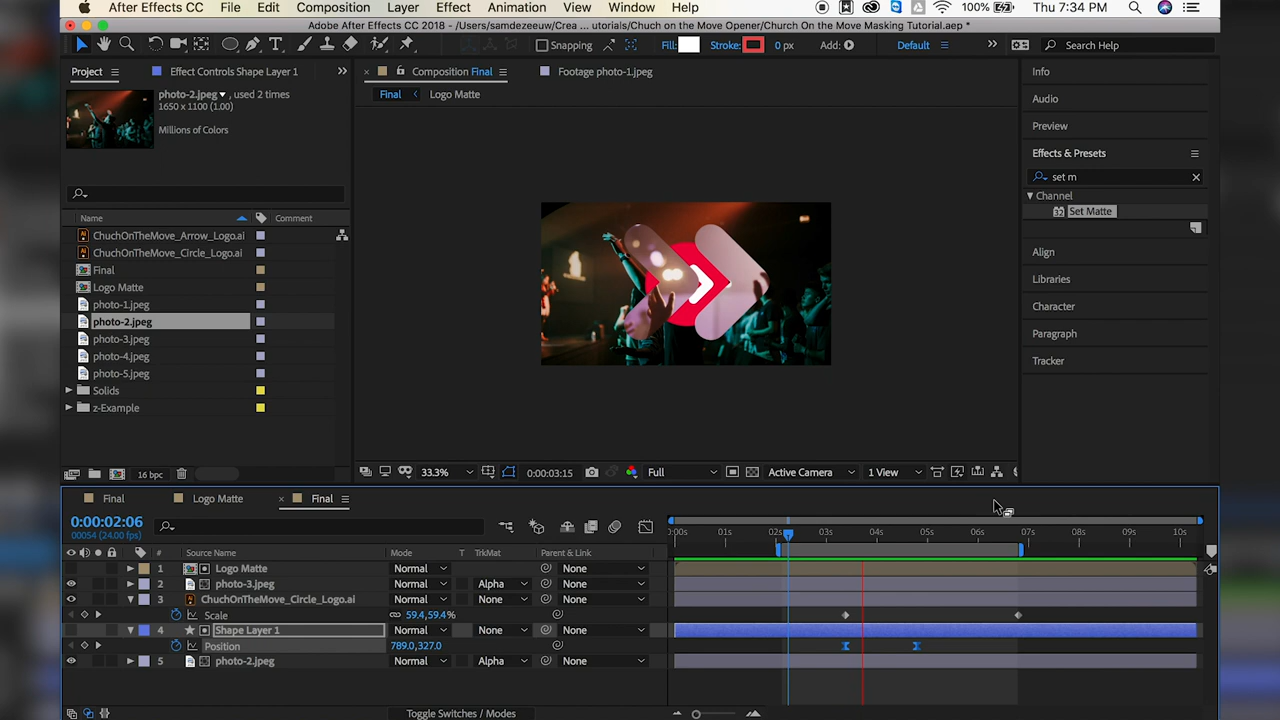 After Effects CC File Edit Composition Layer Effect Animation View Window Help 100% Thu 7:34 PM
Adobe After Effects CC 2018 - /Users/samdezeeuw/Crea utorials/Chuch on the Move Opener/Church On the Move Masking Tutorial.aep *
Snapping Fill: Stroke: 0 px Add: Default Search Help
Project Effect Controls Shape Layer 1 Composition Final Footage photo-1.jpeg Info
photo-2.jpeg , used 2 times Final Logo Matte Audio
1650 x 1100 (1.00)
Millions of Colors Preview
Effects & Presets
set m
Channel
32 Set Matte
Name Comment
ChuchOnTheMove_Arrow_Logo.ai
ChuchOnTheMove_Circle_Logo.ai Align
Final
Logo Matte Libraries
photo-1.jpeg Character
photo-2.jpeg
photo-3.jpeg Paragraph
photo-4.jpeg Tracker
photo-5.jpeg
Solids
z-Example
16 bpc 33.3% 0:00:03:15 Full Active Camera 1 View
Final Logo Matte Final
0:00:02:06
00054 (24.00 fps) :00s 01s 02s 03s 04s 05s 06s 07s 08s 09s 10s
# Source Name Mode T TrkMat Parent & Link
1 Logo Matte Normal None
2 photo-3.jpeg Normal Alpha None
3 ChuchOnTheMove_Circle_Logo.ai Normal None None
Scale 59.4,59.4%
4 Shape Layer 1 Normal None None
Position 789.0,327.0
5 photo-2.jpeg Normal Alpha None
Toggle Switches / Modes